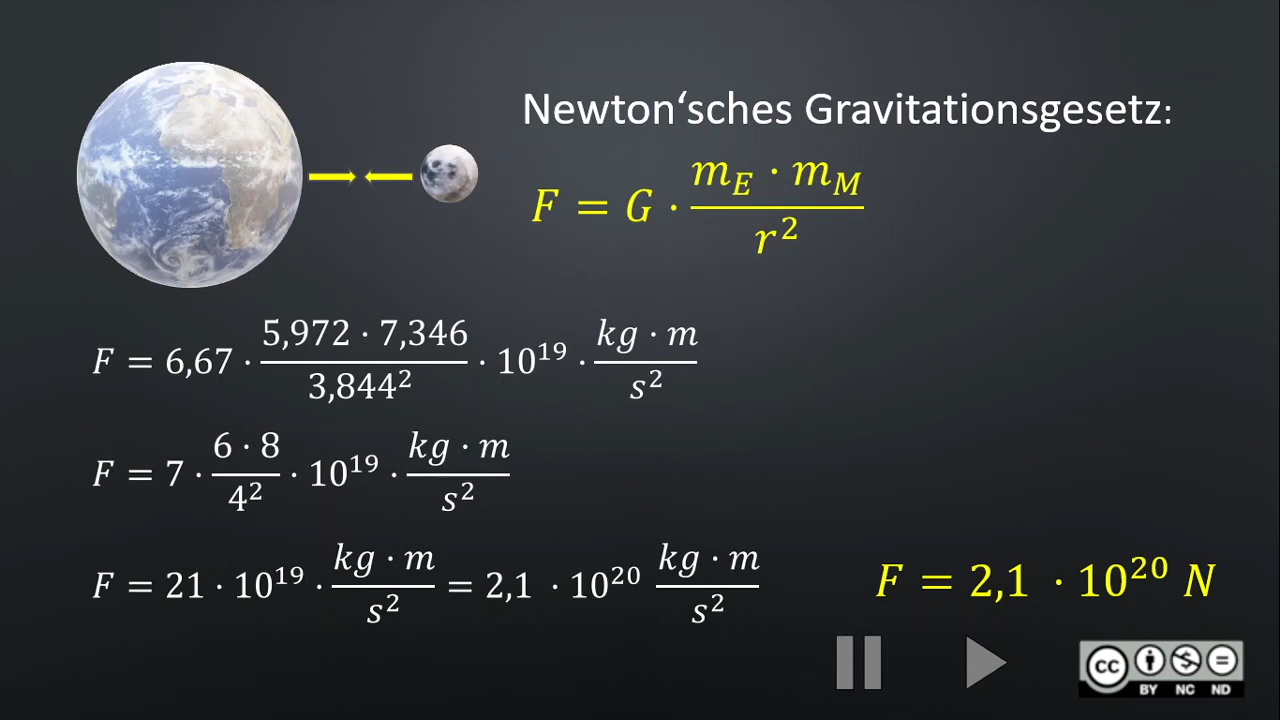 Newton‘sches Gravitationsgesetz:
F = G · (m_E · m_M) / r²
F = 6,67 · (5,972 · 7,346) / 3,844² · 10¹⁹ · (kg · m) / s²
F = 7 · (6 · 8) / 4² · 10¹⁹ · (kg · m) / s²
F = 21 · 10¹⁹ · (kg · m) / s² = 2,1 · 10²⁰ (kg · m) / s²
F = 2,1 · 10²⁰ N
cc
BY NC ND